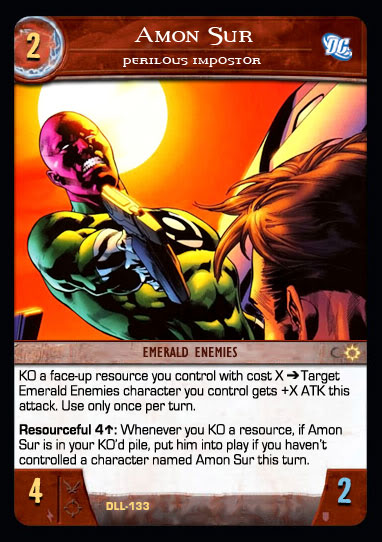 2
Amon Sur
DC
perilous impostor
EMERALD ENEMIES
KO a face-up resource you control with cost X ➔ Target
Emerald Enemies character you control gets +X ATK this
attack. Use only once per turn.
Resourceful 4↑: Whenever you KO a resource, if Amon
Sur is in your KO'd pile, put him into play if you haven't
controlled a character named Amon Sur this turn.
4
DLL-133
2